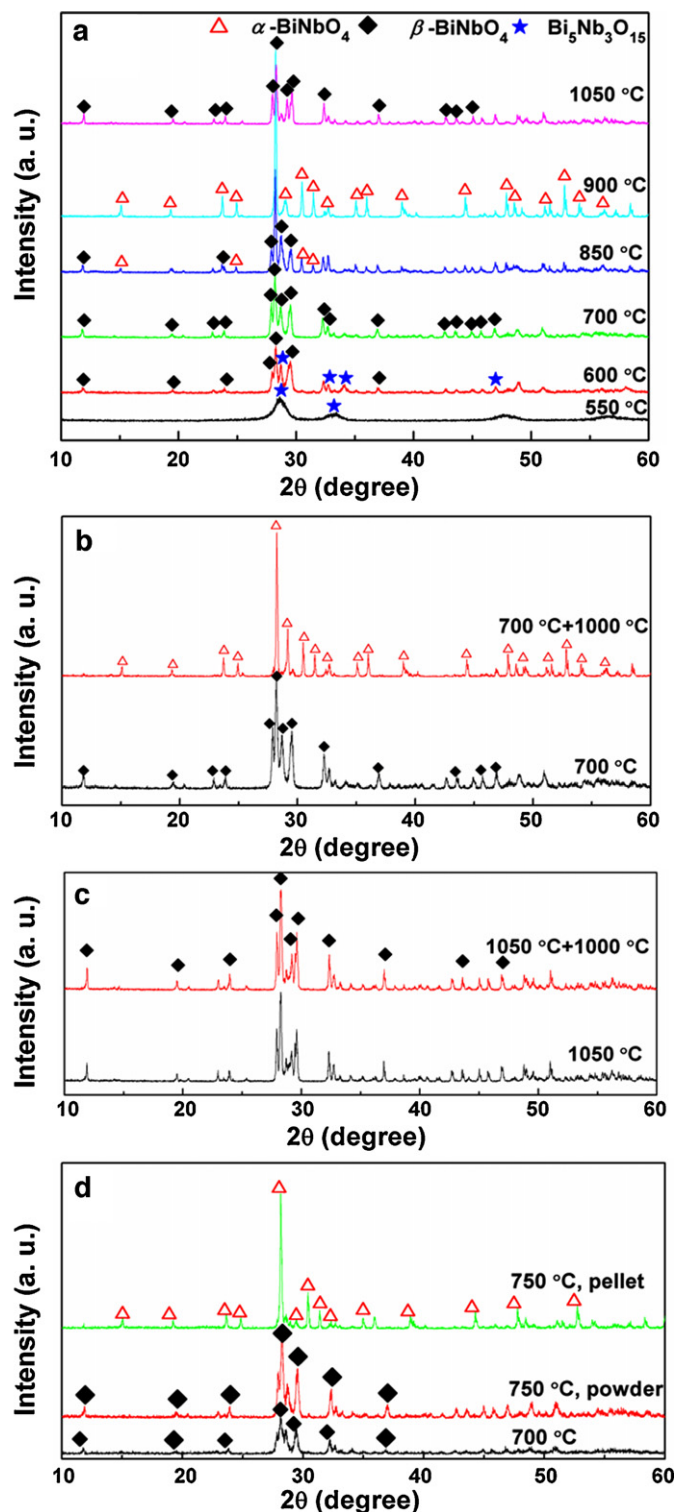 a
α-BiNbO4 β-BiNbO4 Bi5Nb3O15
1050 °C
900 °C
850 °C
700 °C
600 °C
550 °C
Intensity (a. u.)
10 20 30 40 50 60
2θ (degree)
b
700 °C+1000 °C
700 °C
Intensity (a. u.)
10 20 30 40 50 60
2θ (degree)
c
1050 °C+1000 °C
1050 °C
Intensity (a. u.)
10 20 30 40 50 60
2θ (degree)
d
750 °C, pellet
750 °C, powder
700 °C
Intensity (a. u.)
10 20 30 40 50 60
2θ (degree)